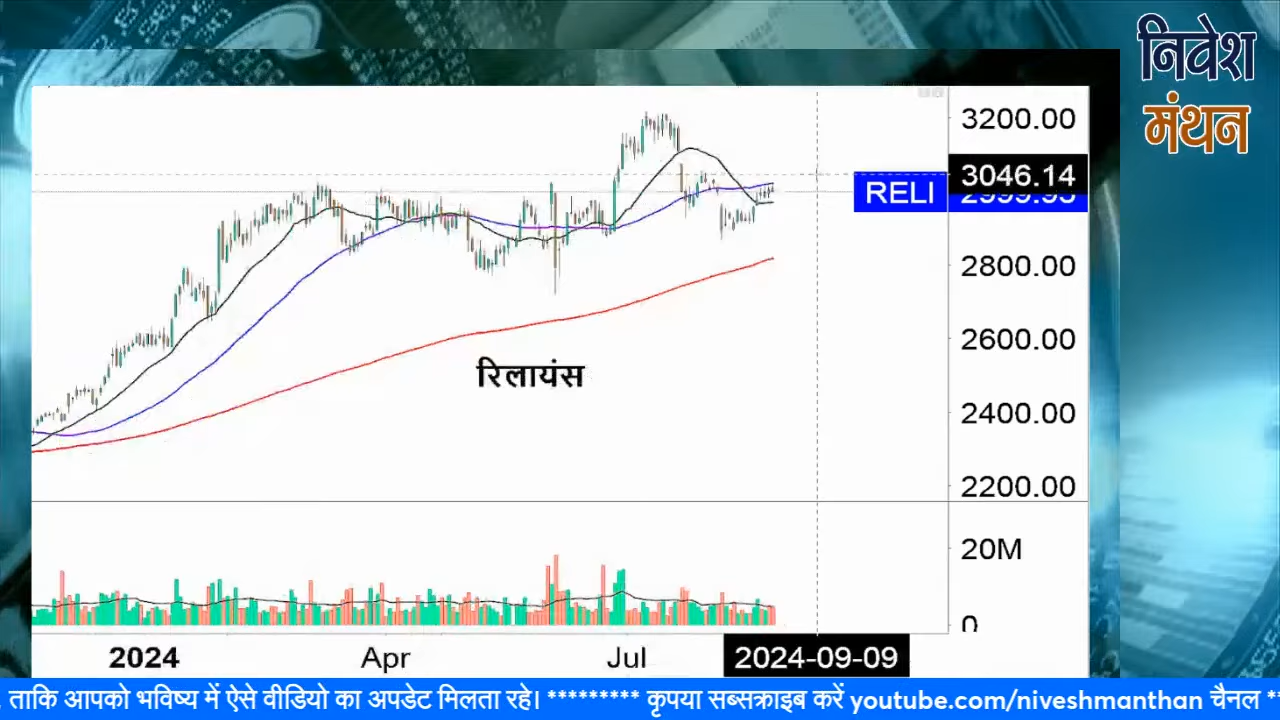 निवेश
मंथन
3200.00
3046.14
RELI
2800.00
2600.00
रिलायंस
2400.00
2200.00
20M
0
2024 Apr Jul 2024-09-09
ताकि आपको भविष्य में ऐसे वीडियो का अपडेट मिलता रहे। ********* कृपया सब्सक्राइब करें youtube.com/niveshmanthan चैनल **